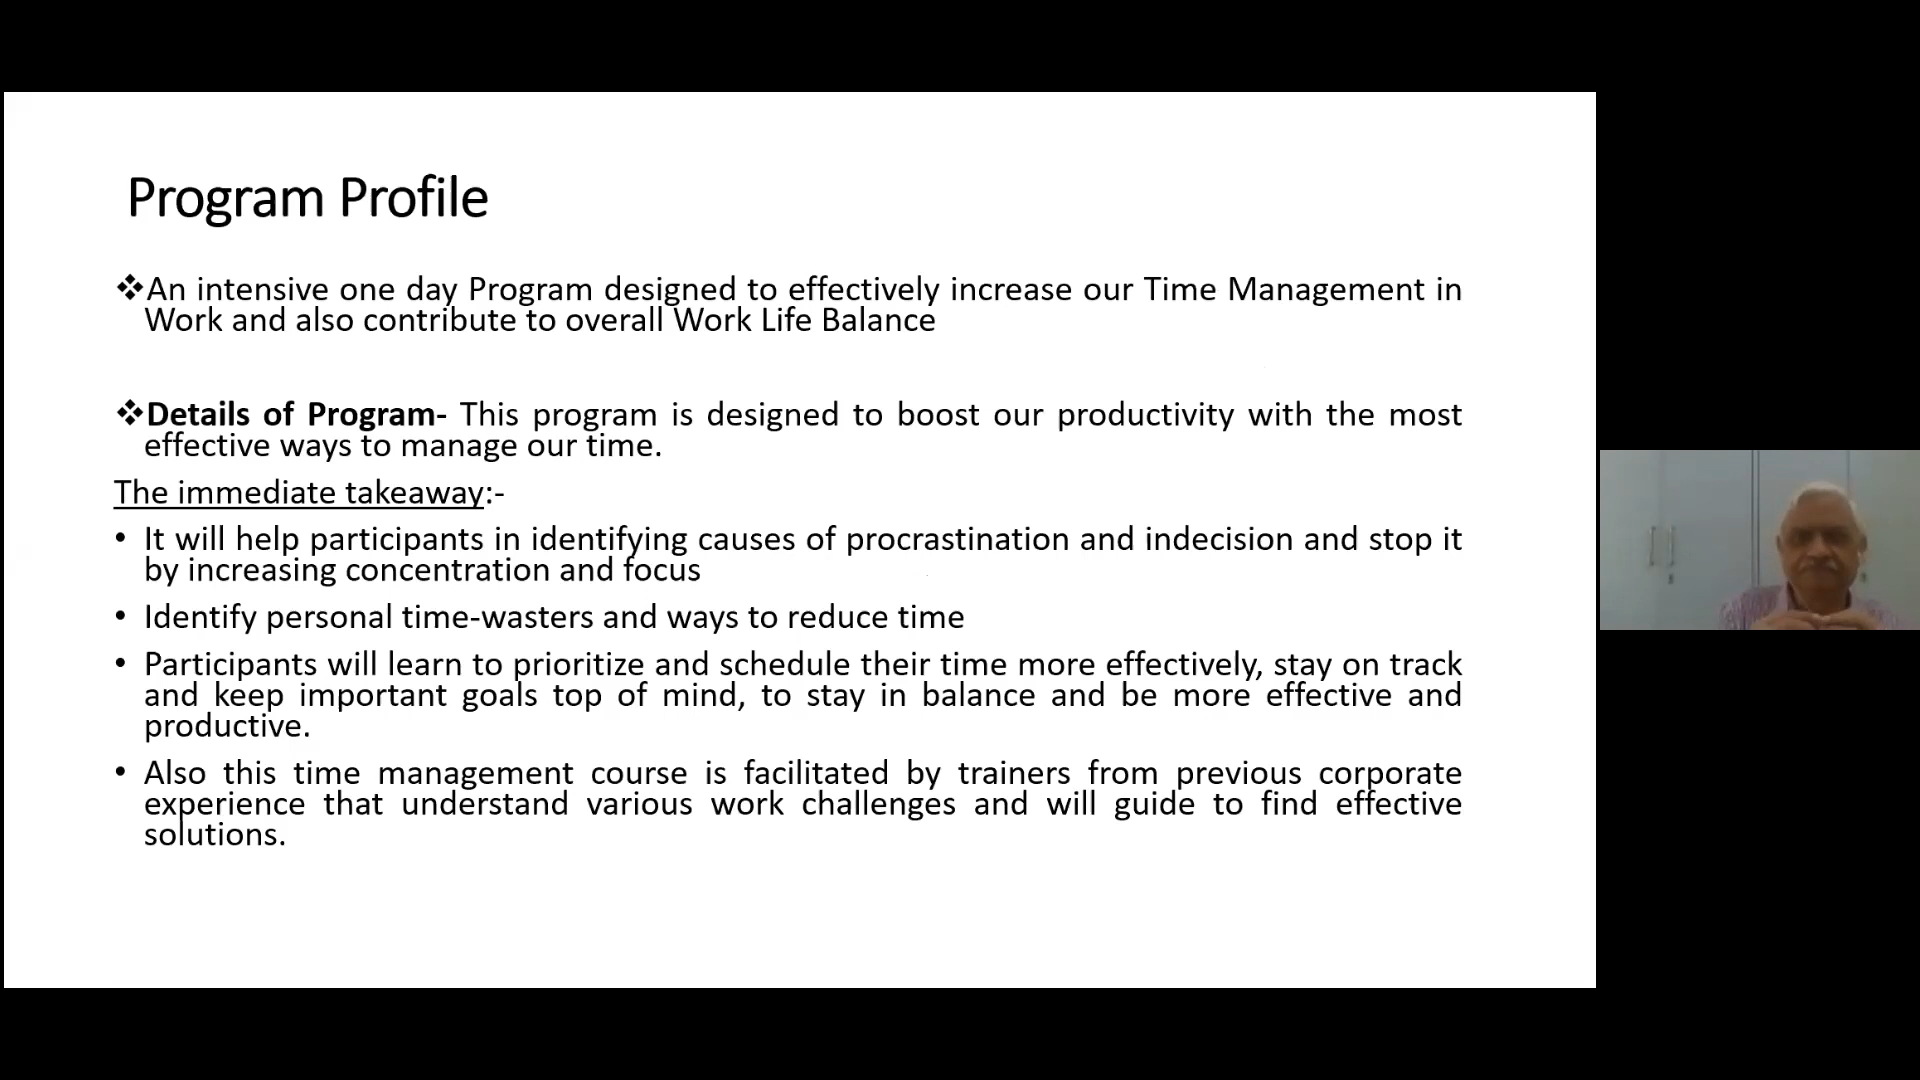 Program Profile
❖An intensive one day Program designed to effectively increase our Time Management in
Work and also contribute to overall Work Life Balance
❖Details of Program- This program is designed to boost our productivity with the most
effective ways to manage our time.
The immediate takeaway:-
• It will help participants in identifying causes of procrastination and indecision and stop it
by increasing concentration and focus
• Identify personal time-wasters and ways to reduce time
• Participants will learn to prioritize and schedule their time more effectively, stay on track
and keep important goals top of mind, to stay in balance and be more effective and
productive.
• Also this time management course is facilitated by trainers from previous corporate
experience that understand various work challenges and will guide to find effective
solutions.